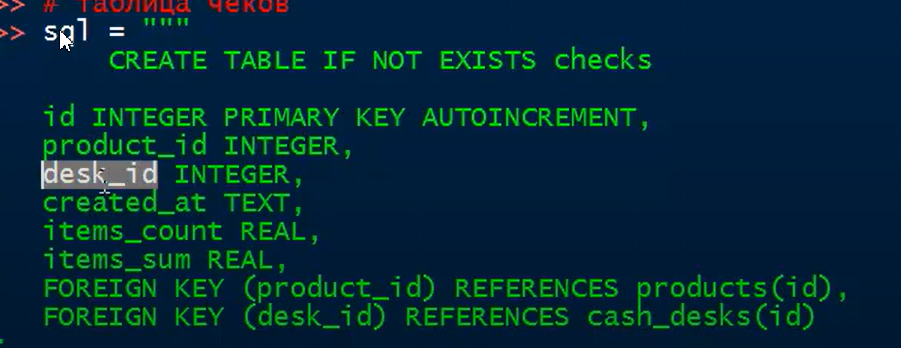 >> # таблица чеков
>> sql = """
CREATE TABLE IF NOT EXISTS checks
id INTEGER PRIMARY KEY AUTOINCREMENT,
product_id INTEGER,
desk_id INTEGER,
created_at TEXT,
items_count REAL,
items_sum REAL,
FOREIGN KEY (product_id) REFERENCES products(id),
FOREIGN KEY (desk_id) REFERENCES cash_desks(id)